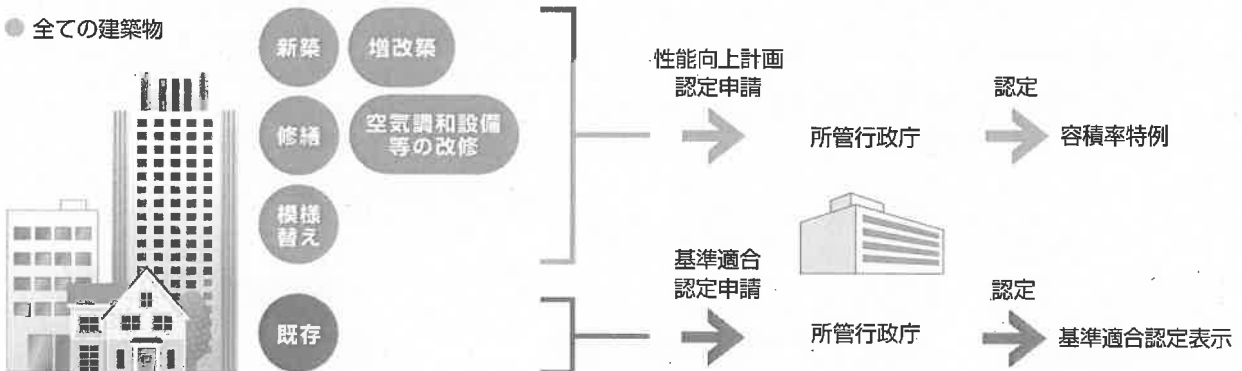 全ての建築物
新築
増改築
修繕
空気調和設備
等の改修
模様
替え
既存
性能向上計画
認定申請
所管行政庁
認定
容積率特例
基準適合
認定申請
所管行政庁
認定
基準適合認定表示